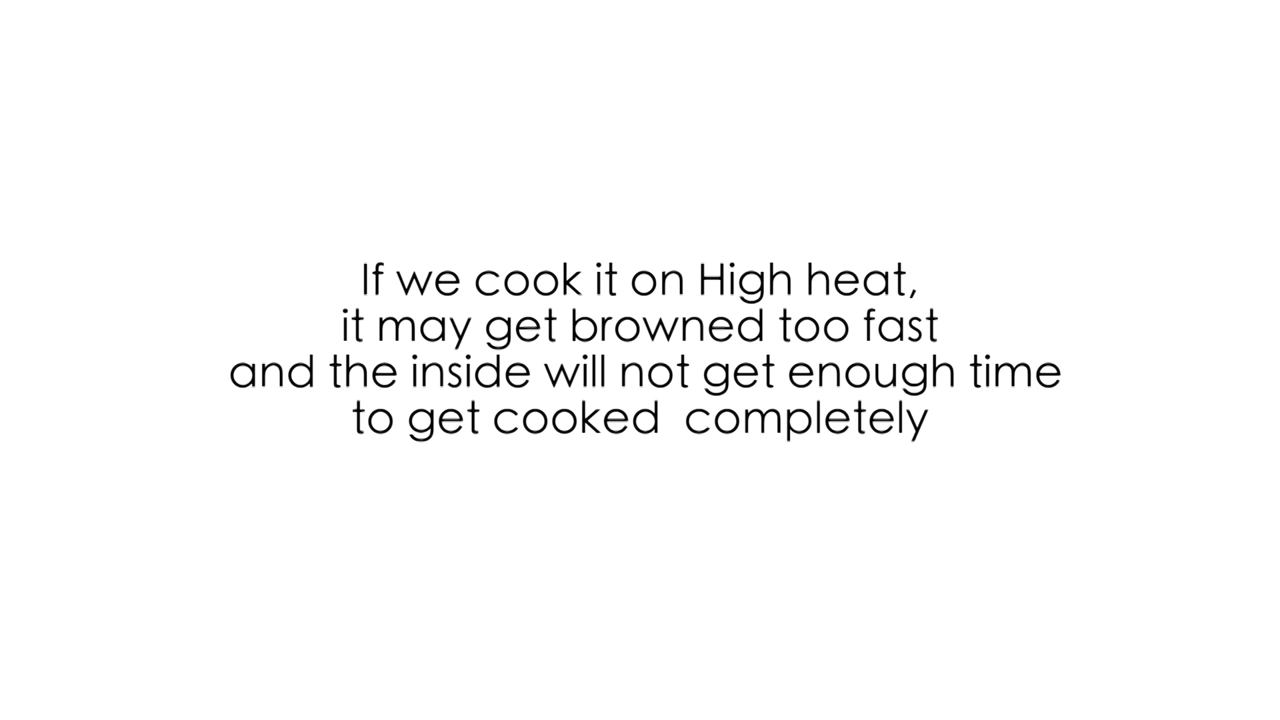 If we cook it on High heat,
it may get browned too fast
and the inside will not get enough time
to get cooked  completely